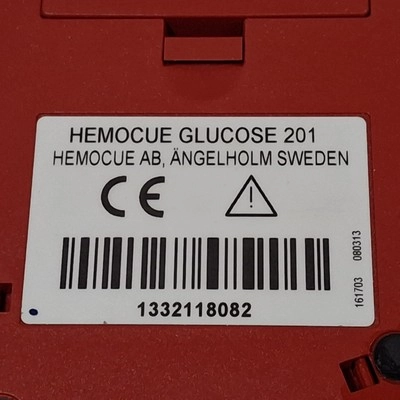 HEMOCUE GLUCOSE 201
HEMOCUE AB, ÄNGELHOLM SWEDEN
CE
1332118082
161703 080313